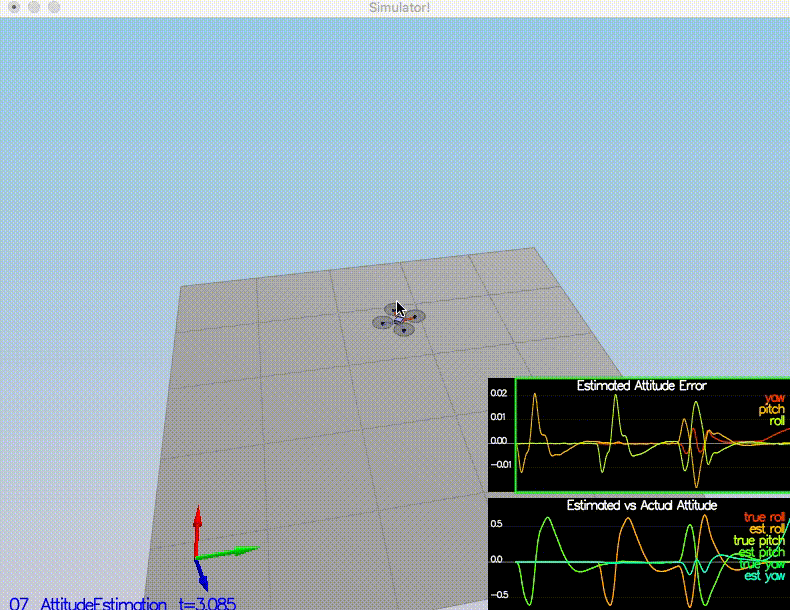 Simulator!
Estimated Attitude Error
0.02
0.01
0.00
-0.01
yaw
pitch
roll
Estimated vs Actual Attitude
0.5
0.0
-0.5
true roll
est roll
true pitch
est pitch
true yaw
est yaw
07_AttitudeEstimation t=3.085